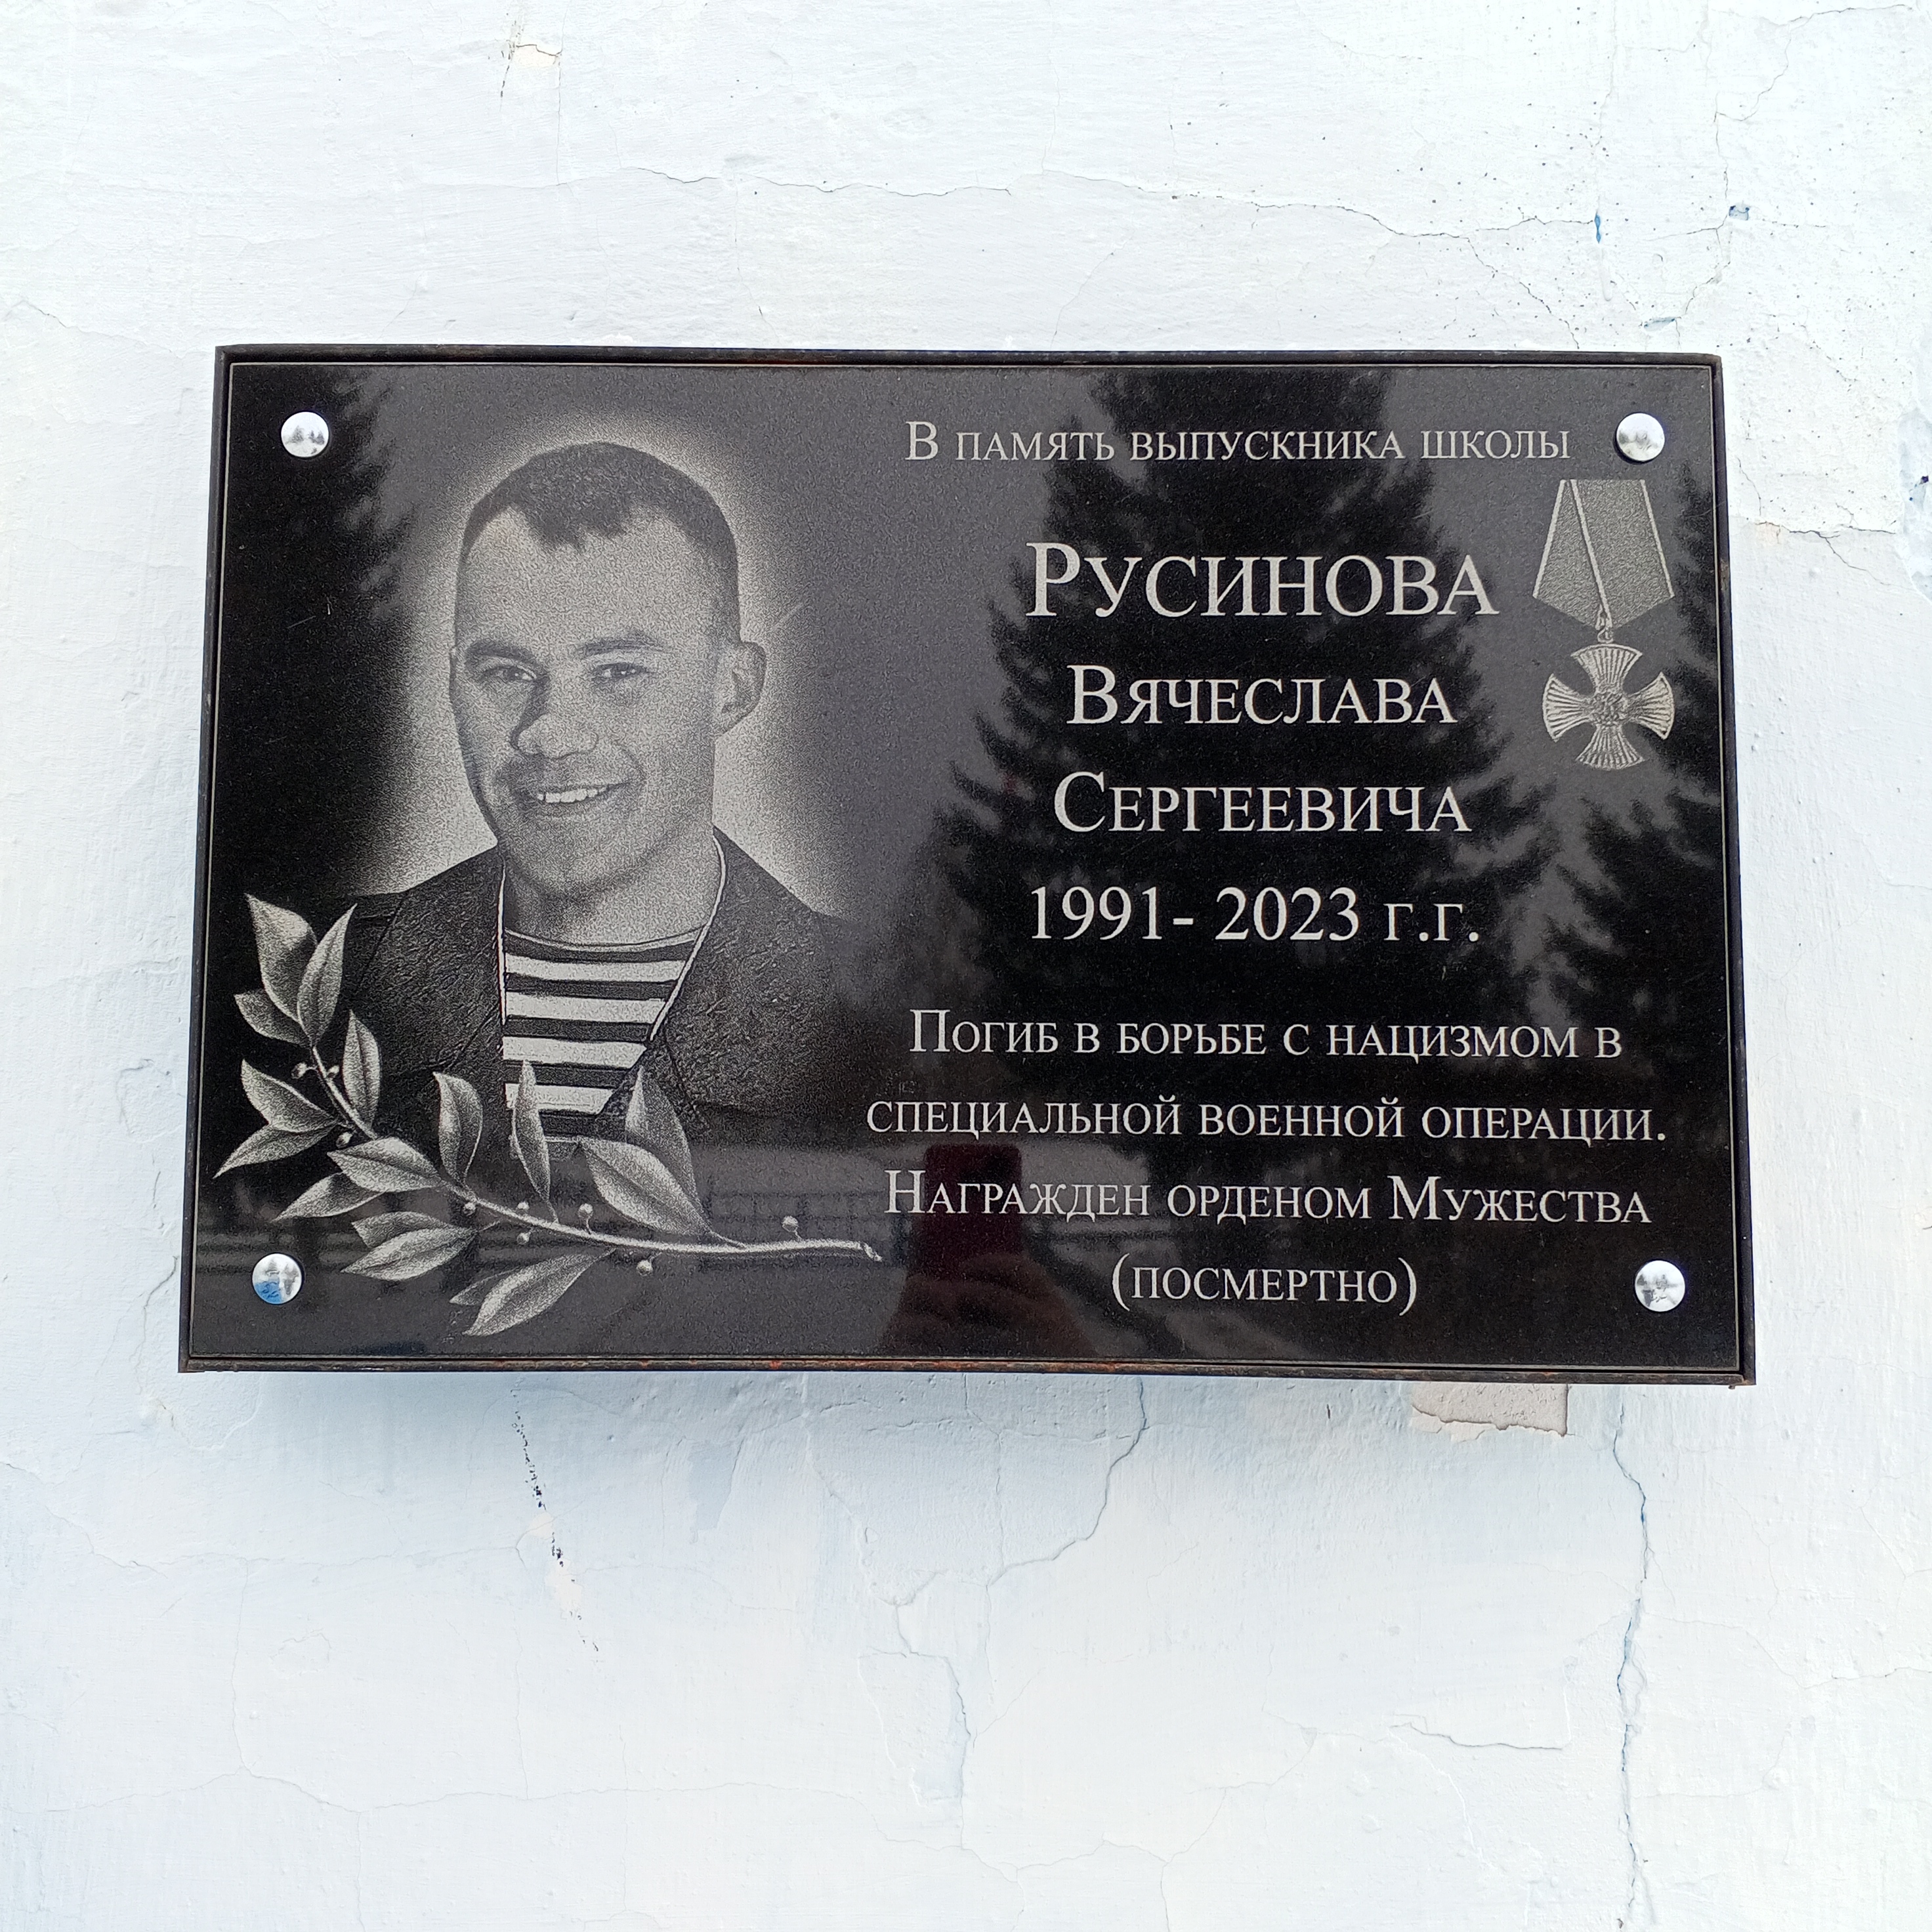 В память выпускника школы
Русинова
Вячеслава
Сергеевича
1991- 2023 г.г.
Погиб в борьбе с нацизмом в
специальной военной операции.
Награжден орденом Мужества
(посмертно)